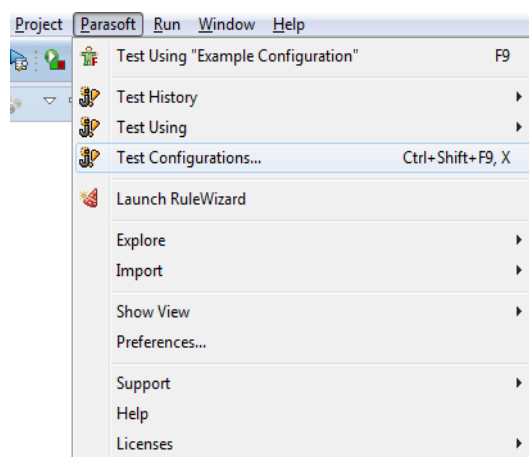 Project Parasoft Run Window Help
Test Using "Example Configuration" F9
Test History
Test Using
Test Configurations... Ctrl+Shift+F9, X
Launch RuleWizard
Explore
Import
Show View
Preferences...
Support
Help
Licenses